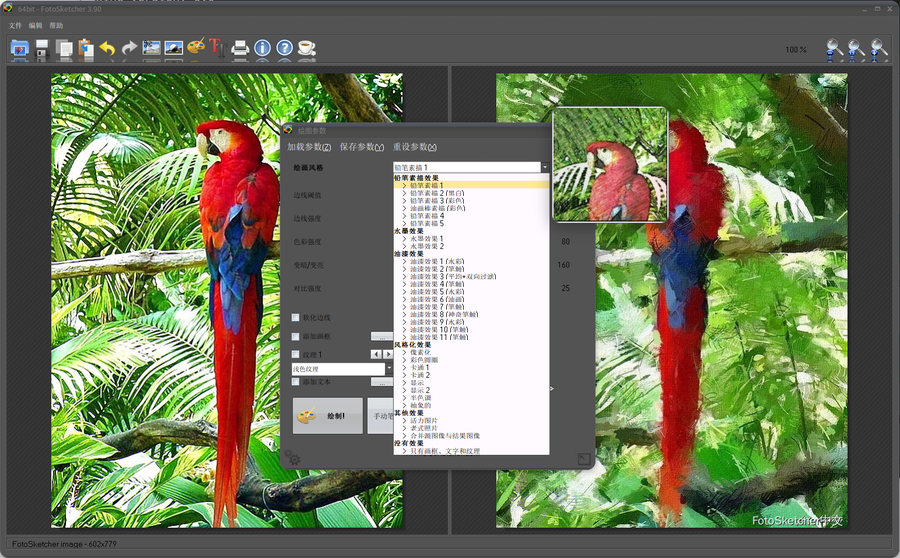 64bit - FotoSketcher 3.00
文件 编辑 帮助
100 %
绘图参数
加载参数(Z) 保存参数(Y) 重设参数(X)
绘画风格
铅笔素描 1
铅笔素描效果
> 铅笔素描 1
> 铅笔素描 2 (黑白)
> 铅笔素描 3 (彩色)
> 油画棒素描 (彩色)
> 铅笔素描 4
> 铅笔素描 5
水墨效果
> 水墨效果 1
> 水墨效果 2
油漆效果
> 油漆效果 1 (水彩)
> 油漆效果 2 (笔触)
> 油漆效果 3 (平均+双向过滤)
> 油漆效果 4 (笔触)
> 油漆效果 5 (水彩)
> 油漆效果 6 (油画)
> 油漆效果 7 (笔触)
> 油漆效果 8 (神奇笔触)
> 油漆效果 9 (水彩)
> 油漆效果 10 (笔触)
> 油漆效果 11 (笔触)
风格化效果
> 像素化
> 彩色圆圈
> 卡通 1
> 卡通 2
> 显示
> 显示 2
> 半色调
> 抽象的
其他效果
> 活力图片
> 老式照片
> 合并源图像与结果图像
没有效果
> 只有画框、文字和纹理
边线阈值
边线强度
色彩强度
80
变暗/变亮
160
对比强度
25
软化边线
添加画框
...
纹理 1
浅色纹理
添加文本
...
绘制!
手动笔
FotoSketcher中文
FotoSketcher image - 602x779